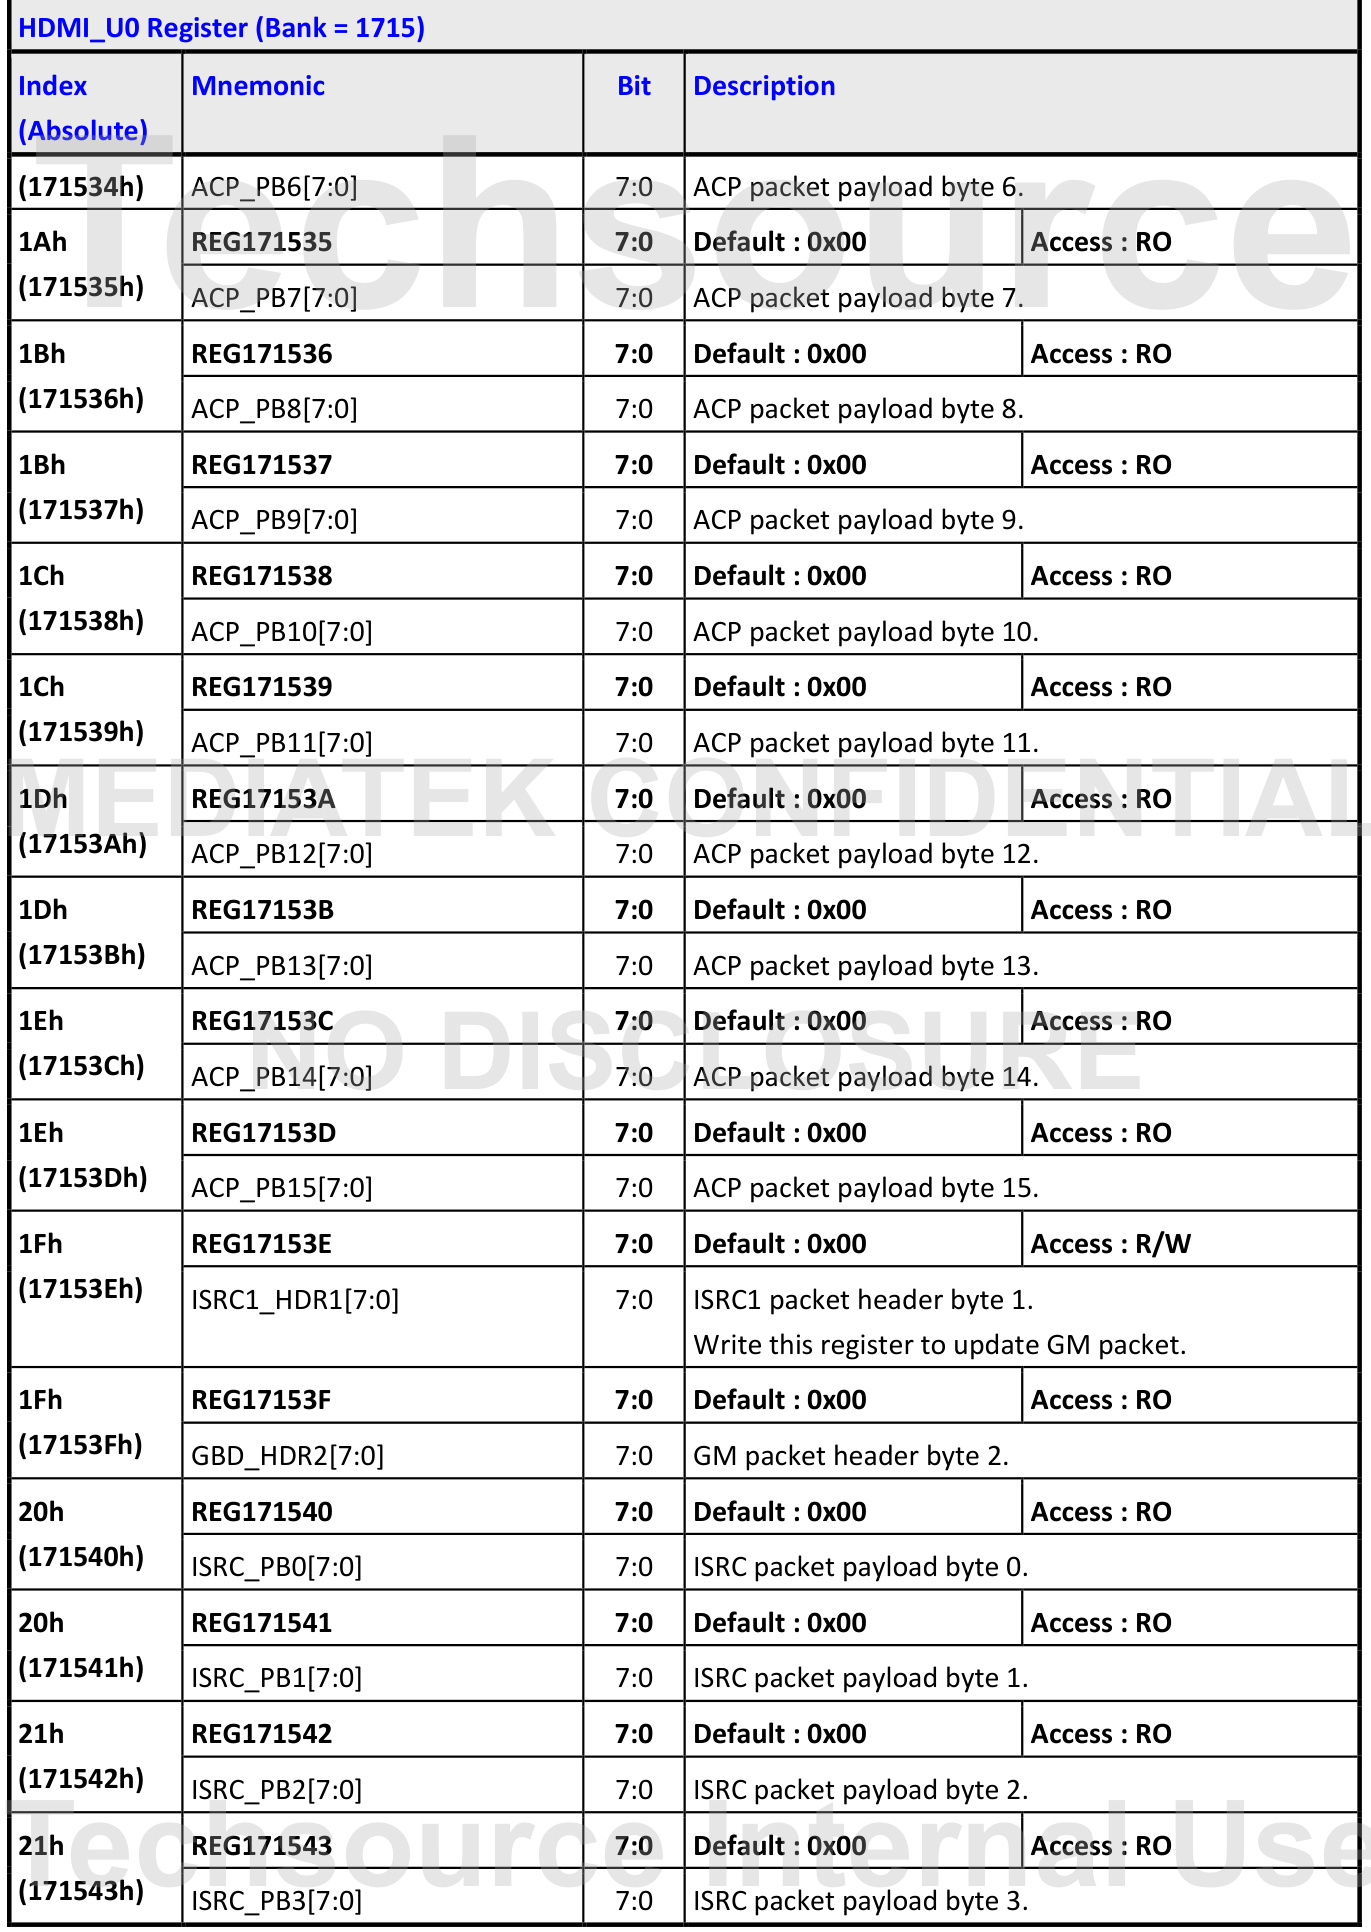 HDMI_U0 Register (Bank = 1715)
Index (Absolute) Mnemonic Bit Description
(171534h) ACP_PB6[7:0] 7:0 ACP packet payload byte 6.
1Ah REG171535 7:0 Default : 0x00 Access : RO
(171535h) ACP_PB7[7:0] 7:0 ACP packet payload byte 7.
1Bh REG171536 7:0 Default : 0x00 Access : RO
(171536h) ACP_PB8[7:0] 7:0 ACP packet payload byte 8.
1Bh REG171537 7:0 Default : 0x00 Access : RO
(171537h) ACP_PB9[7:0] 7:0 ACP packet payload byte 9.
1Ch REG171538 7:0 Default : 0x00 Access : RO
(171538h) ACP_PB10[7:0] 7:0 ACP packet payload byte 10.
1Ch REG171539 7:0 Default : 0x00 Access : RO
(171539h) ACP_PB11[7:0] 7:0 ACP packet payload byte 11.
1Dh REG17153A 7:0 Default : 0x00 Access : RO
(17153Ah) ACP_PB12[7:0] 7:0 ACP packet payload byte 12.
1Dh REG17153B 7:0 Default : 0x00 Access : RO
(17153Bh) ACP_PB13[7:0] 7:0 ACP packet payload byte 13.
1Eh REG17153C 7:0 Default : 0x00 Access : RO
(17153Ch) ACP_PB14[7:0] 7:0 ACP packet payload byte 14.
1Eh REG17153D 7:0 Default : 0x00 Access : RO
(17153Dh) ACP_PB15[7:0] 7:0 ACP packet payload byte 15.
1Fh REG17153E 7:0 Default : 0x00 Access : R/W
(17153Eh) ISRC1_HDR1[7:0] 7:0 ISRC1 packet header byte 1.
Write this register to update GM packet.
1Fh REG17153F 7:0 Default : 0x00 Access : RO
(17153Fh) GBD_HDR2[7:0] 7:0 GM packet header byte 2.
20h REG171540 7:0 Default : 0x00 Access : RO
(171540h) ISRC_PB0[7:0] 7:0 ISRC packet payload byte 0.
20h REG171541 7:0 Default : 0x00 Access : RO
(171541h) ISRC_PB1[7:0] 7:0 ISRC packet payload byte 1.
21h REG171542 7:0 Default : 0x00 Access : RO
(171542h) ISRC_PB2[7:0] 7:0 ISRC packet payload byte 2.
21h REG171543 7:0 Default : 0x00 Access : RO
(171543h) ISRC_PB3[7:0] 7:0 ISRC packet payload byte 3.
Techsource
MEDIATEK CONFIDENTIAL
NO DISCLOSURE
Techsource Internal Use